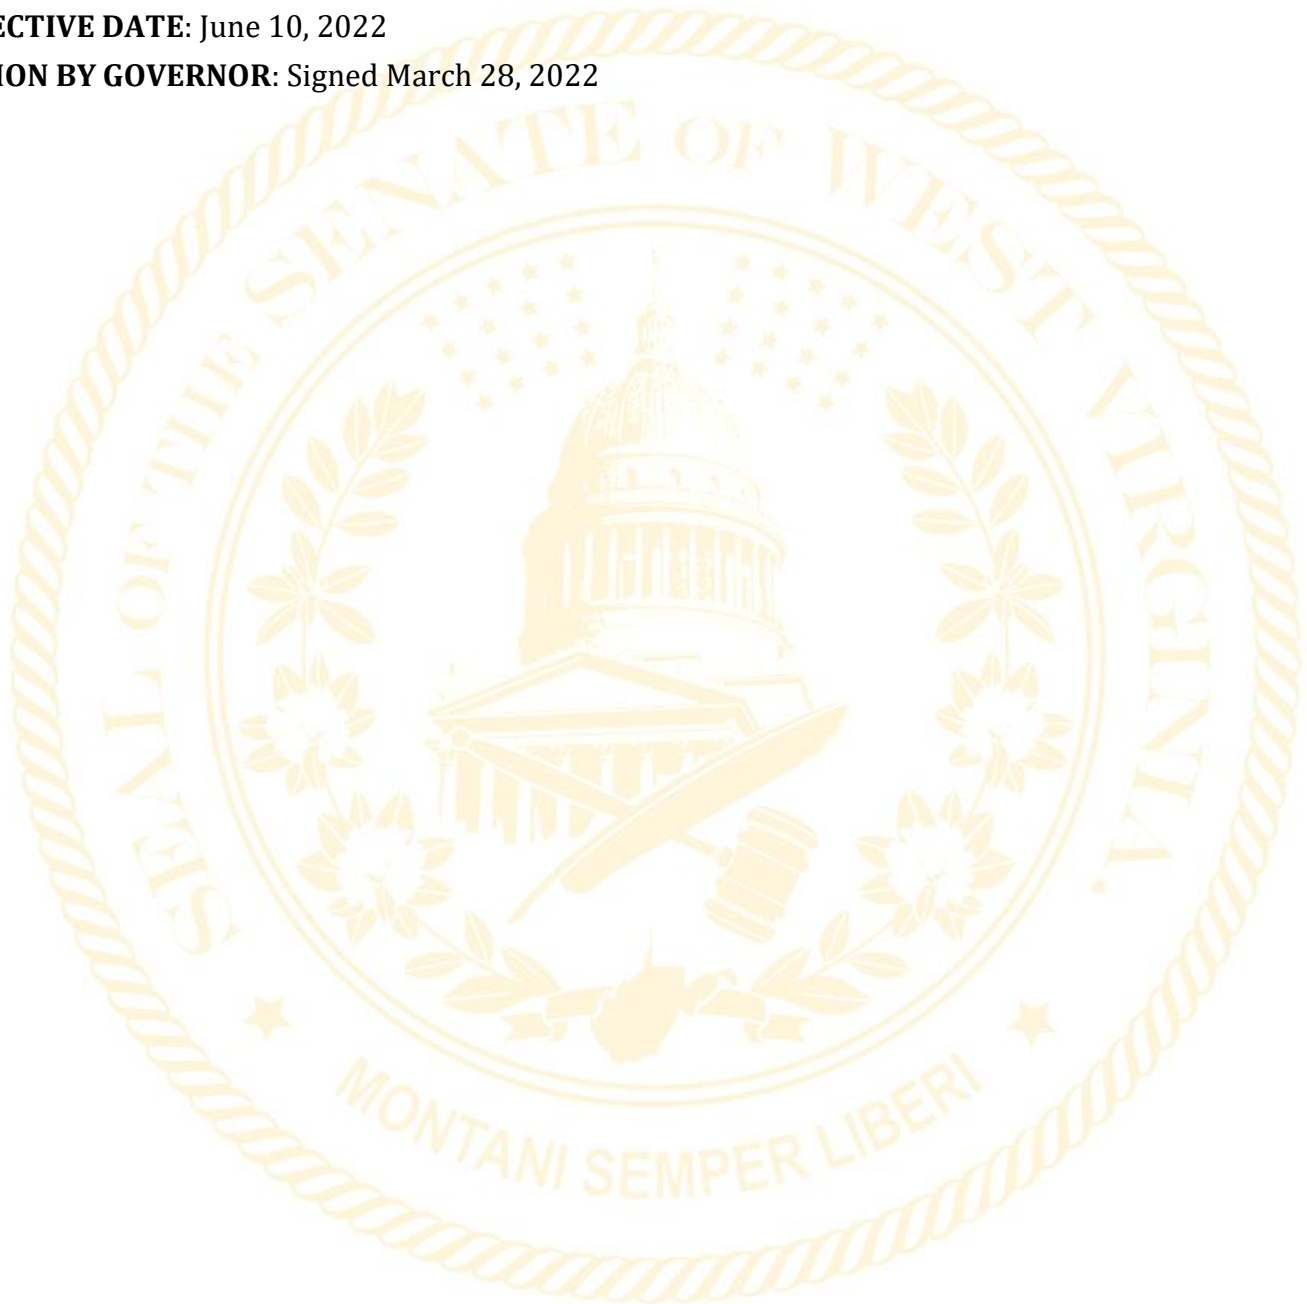 ECTIVE DATE: June 10, 2022
ION BY GOVERNOR: Signed March 28, 2022
SEAL OF THE SENATE OF WEST VIRGINIA
MONTANI SEMPER LIBERI